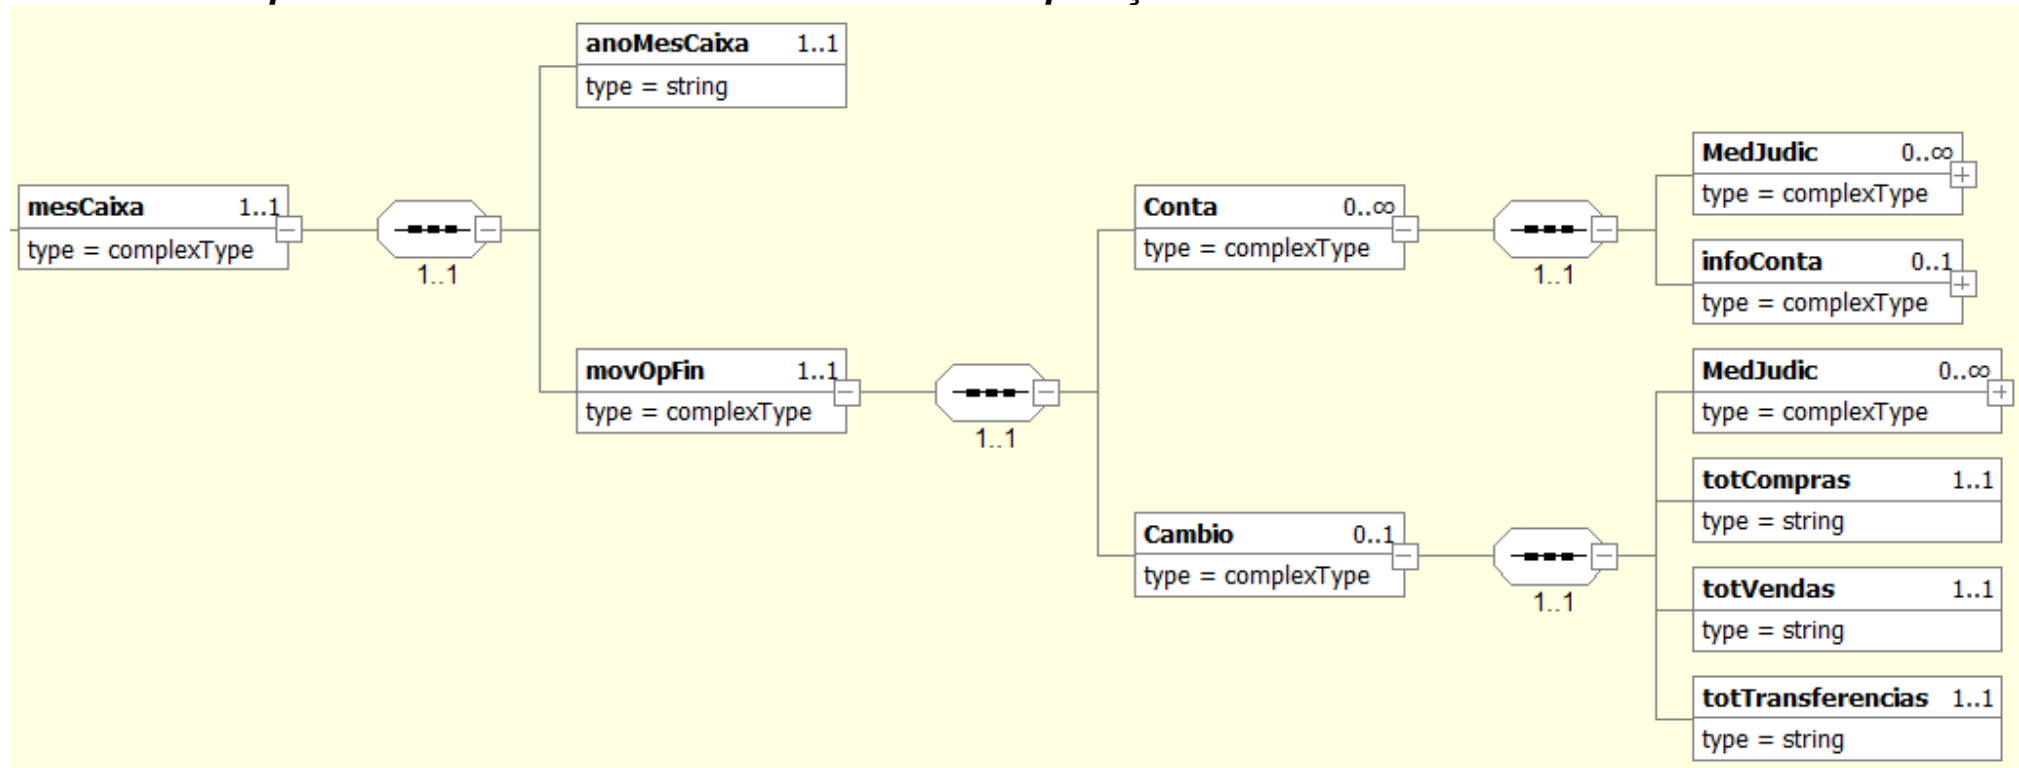 anoMesCaixa 1..1
type = string
mesCaixa 1..1
type = complexType
1..1
movOpFin 1..1
type = complexType
1..1
Conta 0..∞
type = complexType
1..1
MedJudic 0..∞
type = complexType
infoConta 0..1
type = complexType
Cambio 0..1
type = complexType
1..1
MedJudic 0..∞
type = complexType
totCompras 1..1
type = string
totVendas 1..1
type = string
totTransferencias 1..1
type = string